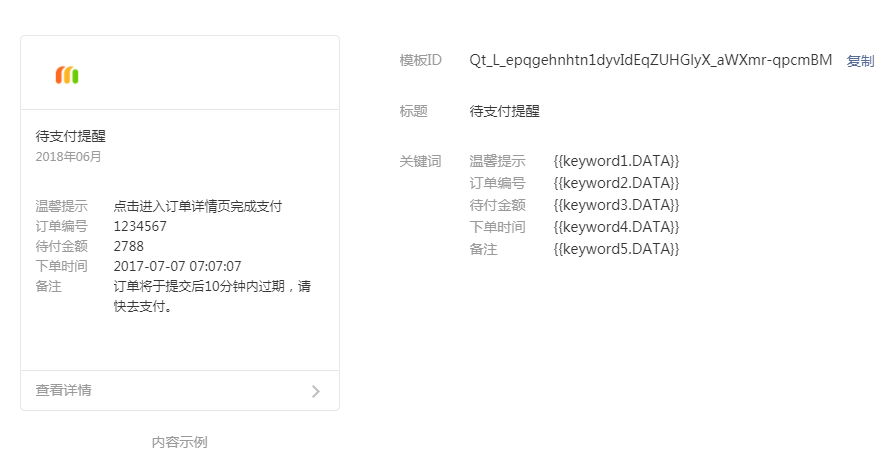 待支付提醒
2018年06月
温馨提示 点击进入订单详情页完成支付
订单编号 1234567
待付金额 2788
下单时间 2017-07-07 07:07:07
备注 订单将于提交后10分钟内过期，请
快去支付。
查看详情
内容示例
模板ID Qt_L_epqgehnhtn1dyvIdEqZUHGlyX_aWXmr-qpcmBM 复制
标题 待支付提醒
关键词 温馨提示 {{keyword1.DATA}}
订单编号 {{keyword2.DATA}}
待付金额 {{keyword3.DATA}}
下单时间 {{keyword4.DATA}}
备注 {{keyword5.DATA}}